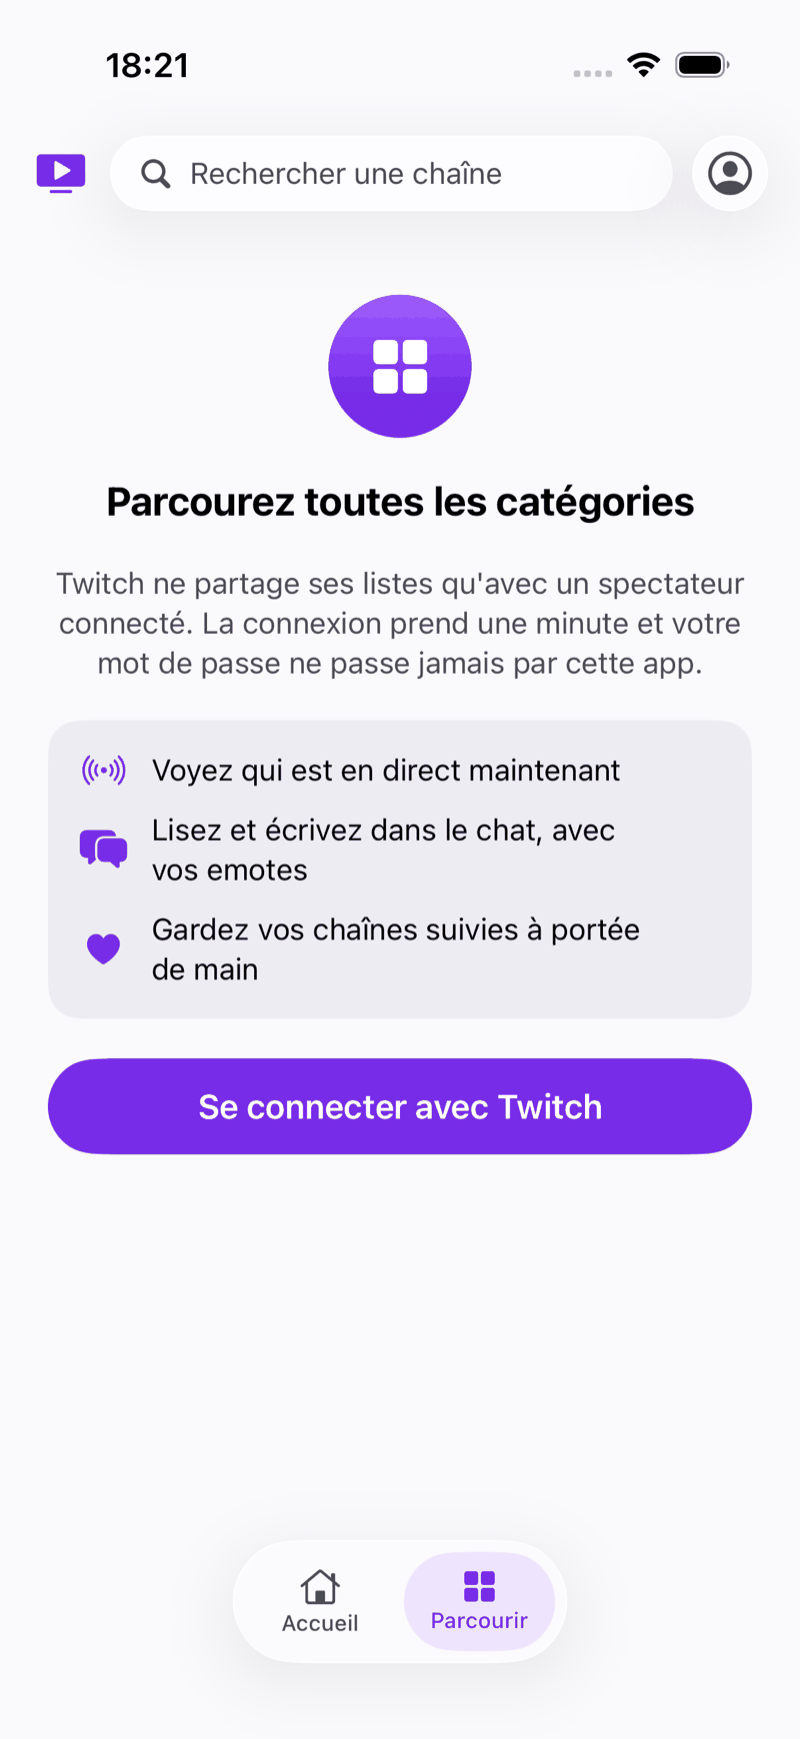 18:21
Rechercher une chaîne
Parcourez toutes les catégories
Twitch ne partage ses listes qu'avec un spectateur
connecté. La connexion prend une minute et votre
mot de passe ne passe jamais par cette app.
Voyez qui est en direct maintenant
Lisez et écrivez dans le chat, avec
vos emotes
Gardez vos chaînes suivies à portée
de main
Se connecter avec Twitch
Accueil
Parcourir